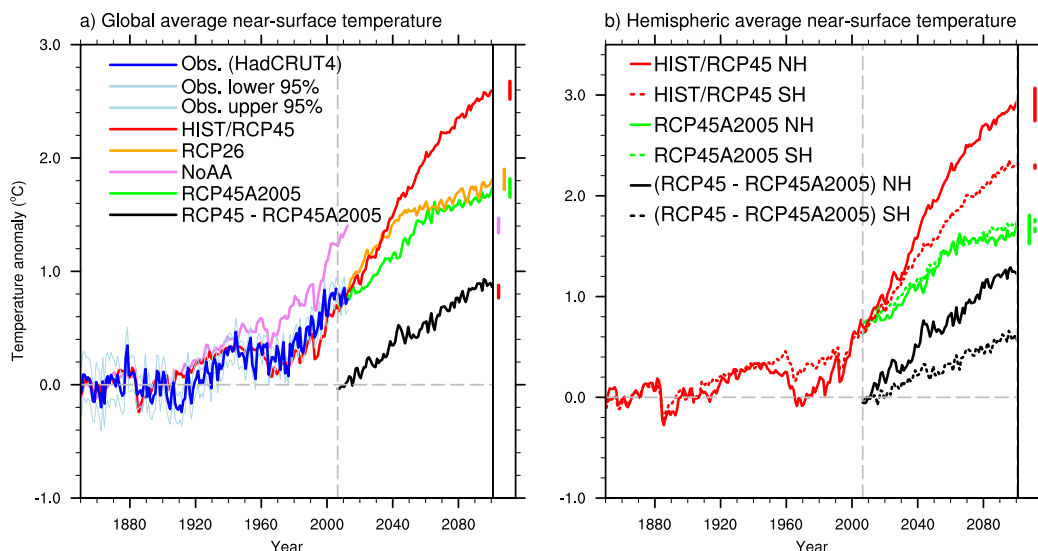 a) Global average near-surface temperature
3.0
2.0
1.0
0.0
-1.0
Temperature anomaly (°C)
Obs. (HadCRUT4)
Obs. lower 95%
Obs. upper 95%
HIST/RCP45
RCP26
NoAA
RCP45A2005
RCP45 - RCP45A2005
1880 1920 1960 2000 2040 2080
Year
b) Hemispheric average near-surface temperature
3.0
2.0
1.0
0.0
-1.0
HIST/RCP45 NH
HIST/RCP45 SH
RCP45A2005 NH
RCP45A2005 SH
(RCP45 - RCP45A2005) NH
(RCP45 - RCP45A2005) SH
1880 1920 1960 2000 2040 2080
Year